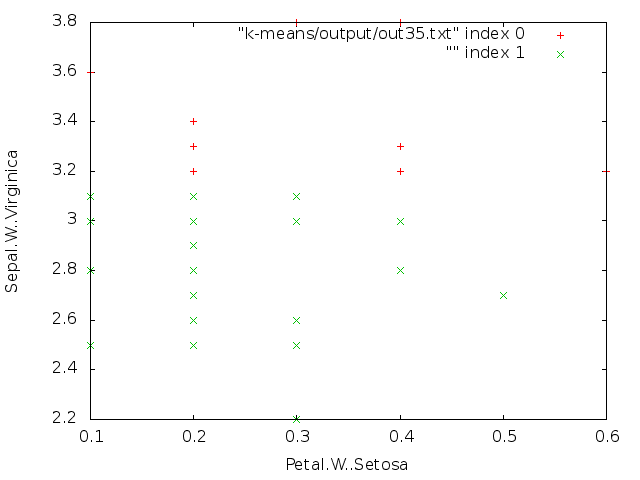 "k-means/output/out35.txt" index 0
"" index 1
3.8
3.6
3.4
3.2
3
2.8
2.6
2.4
2.2
Sepal.W..Virginica
0.1 0.2 0.3 0.4 0.5 0.6
Petal.W..Setosa